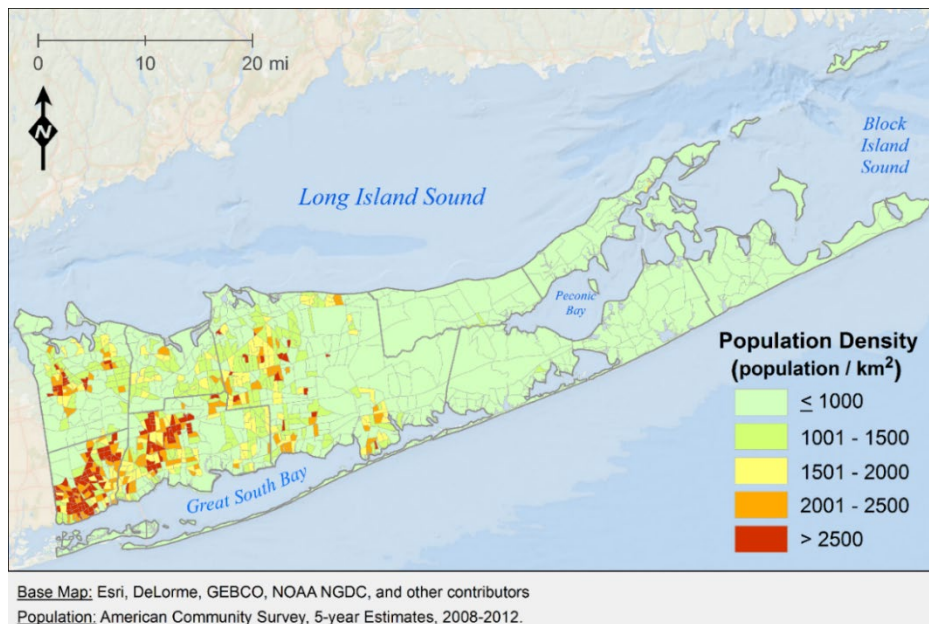 0 10 20 mi
N
Long Island Sound
Block
Island
Sound
Peconic
Bay
Great South Bay
Population Density
(population / km²)
≤ 1000
1001 - 1500
1501 - 2000
2001 - 2500
> 2500
Base Map: Esri, DeLorme, GEBCO, NOAA NGDC, and other contributors
Population: American Community Survey, 5-year Estimates, 2008-2012.